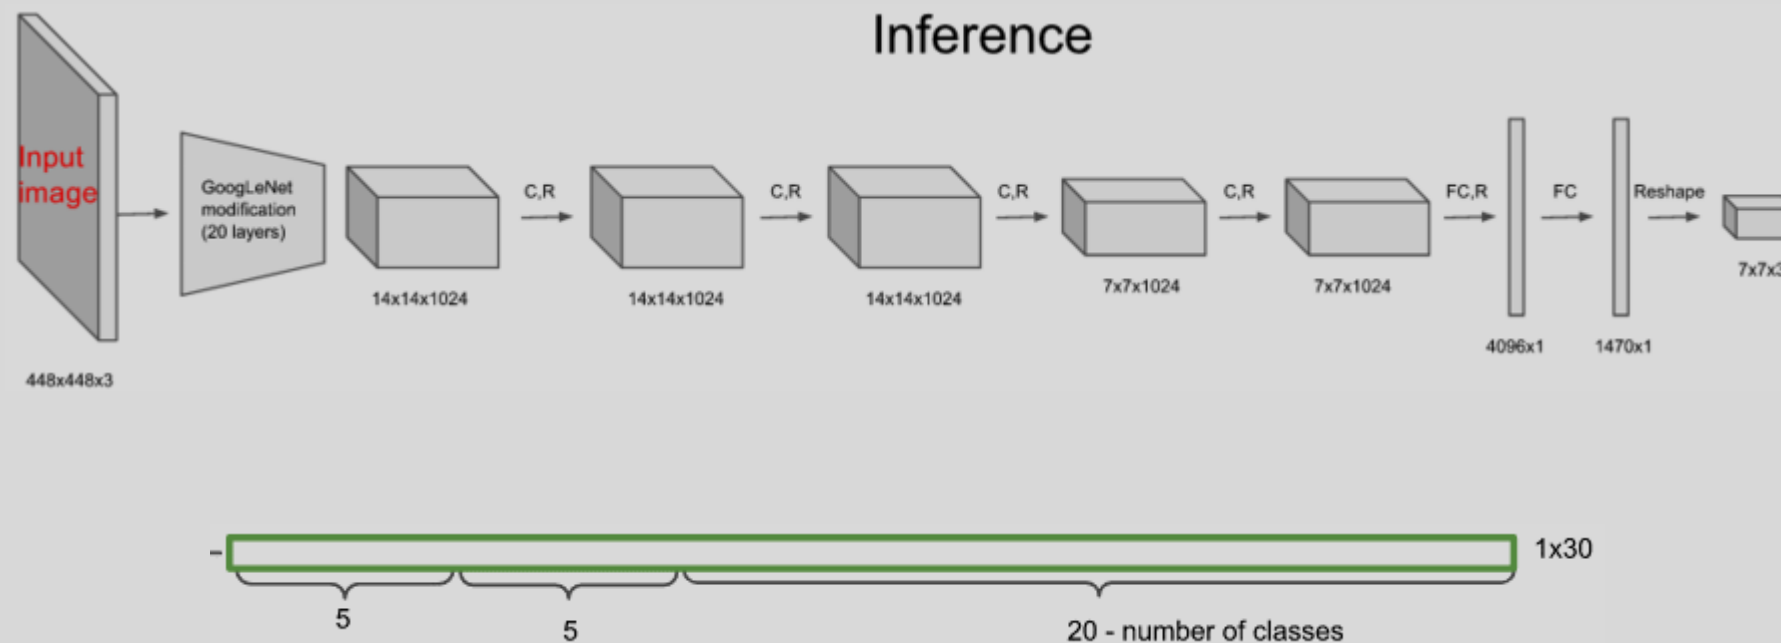 Inference
Input
image
GoogLeNet
modification
(20 layers)
C,R
C,R
C,R
C,R
FC,R
FC
Reshape
14x14x1024
14x14x1024
14x14x1024
7x7x1024
7x7x1024
7x7x3
4096x1
1470x1
448x448x3
1x30
5
5
20 - number of classes